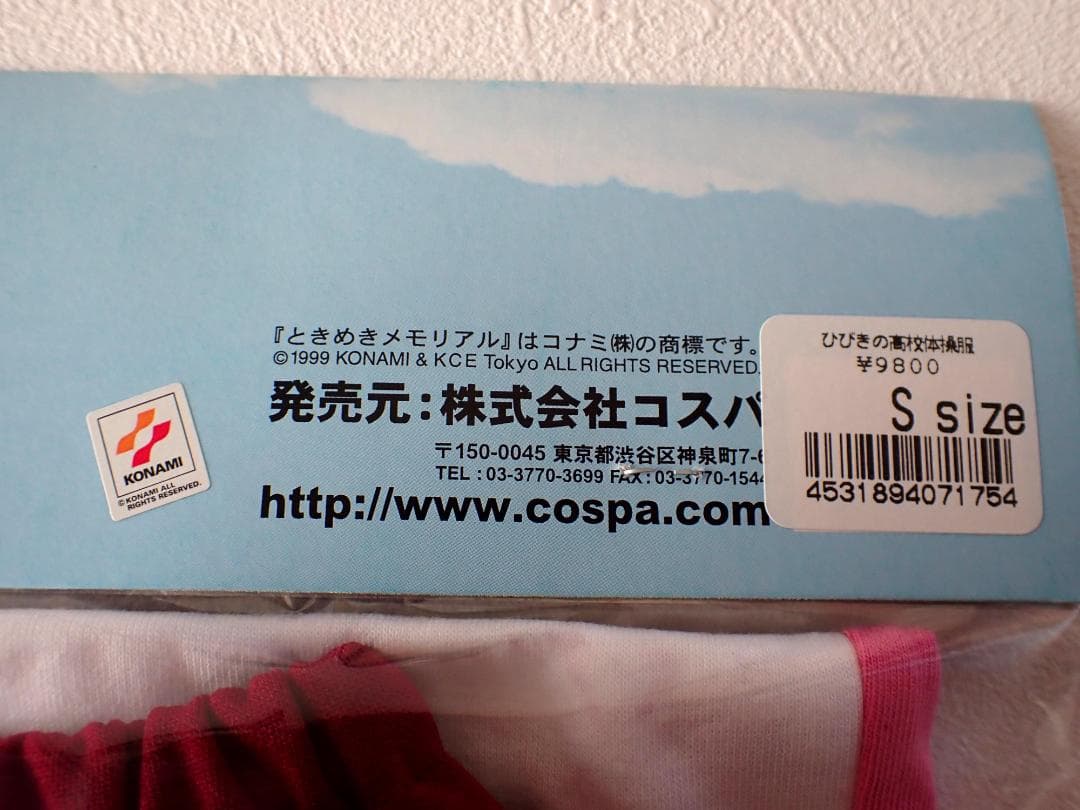 『ときめきメモリアル』はコナミ㈱の商標です。
©1999 KONAMI & KCE Tokyo ALL RIGHTS RESERVED.
発売元:株式会社コスパ
〒150-0045 東京都渋谷区神泉町7-6
TEL : 03-3770-3699 FAX : 03-3770-1544
http://www.cospa.com
KONAMI
© KONAMI ALL
RIGHTS RESERVED.
ひびきの高校体操服
¥9800
S size
4531894071754